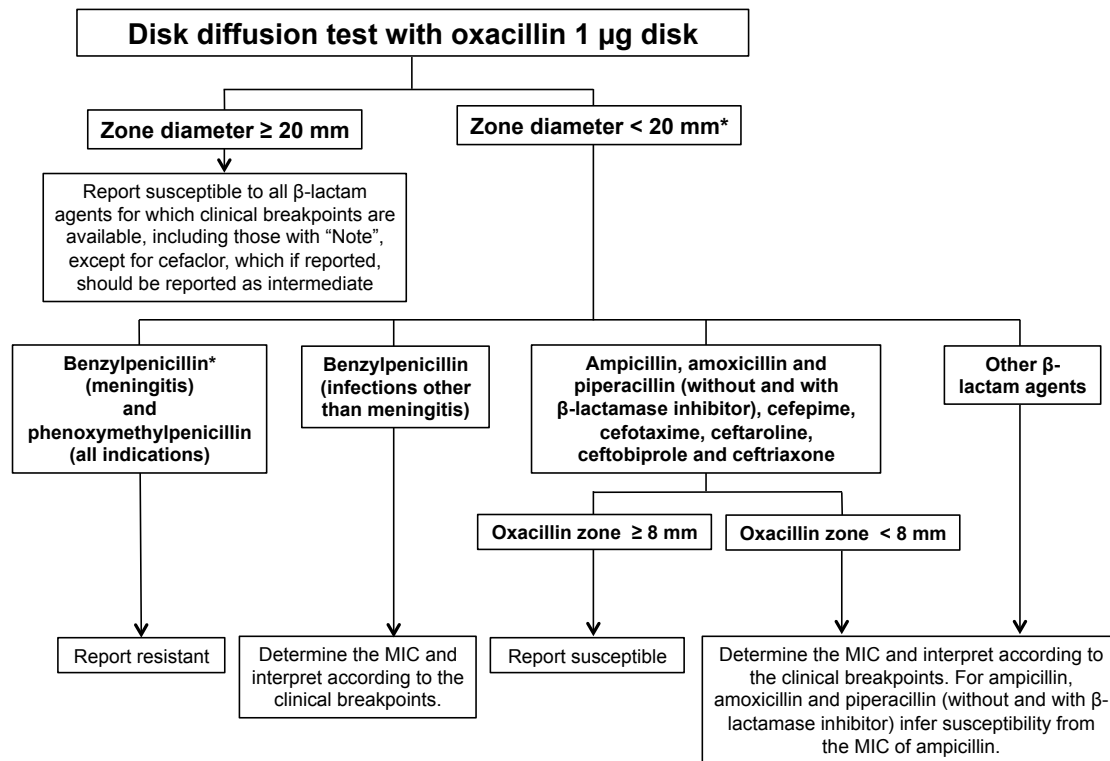 Disk diffusion test with oxacillin 1 µg disk
Zone diameter ≥ 20 mm
Zone diameter < 20 mm*
Report susceptible to all β-lactam
agents for which clinical breakpoints are
available, including those with “Note”,
except for cefaclor, which if reported,
should be reported as intermediate
Benzylpenicillin*
(meningitis)
and
phenoxymethylpenicillin
(all indications)
Benzylpenicillin
(infections other
than meningitis)
Ampicillin, amoxicillin and
piperacillin (without and with
β-lactamase inhibitor), cefepime,
cefotaxime, ceftaroline,
ceftobiprole and ceftriaxone
Other β-
lactam agents
Oxacillin zone ≥ 8 mm
Oxacillin zone < 8 mm
Report resistant
Determine the MIC and
interpret according to the
clinical breakpoints.
Report susceptible
Determine the MIC and interpret according to
the clinical breakpoints. For ampicillin,
amoxicillin and piperacillin (without and with β-
lactamase inhibitor) infer susceptibility from
the MIC of ampicillin.